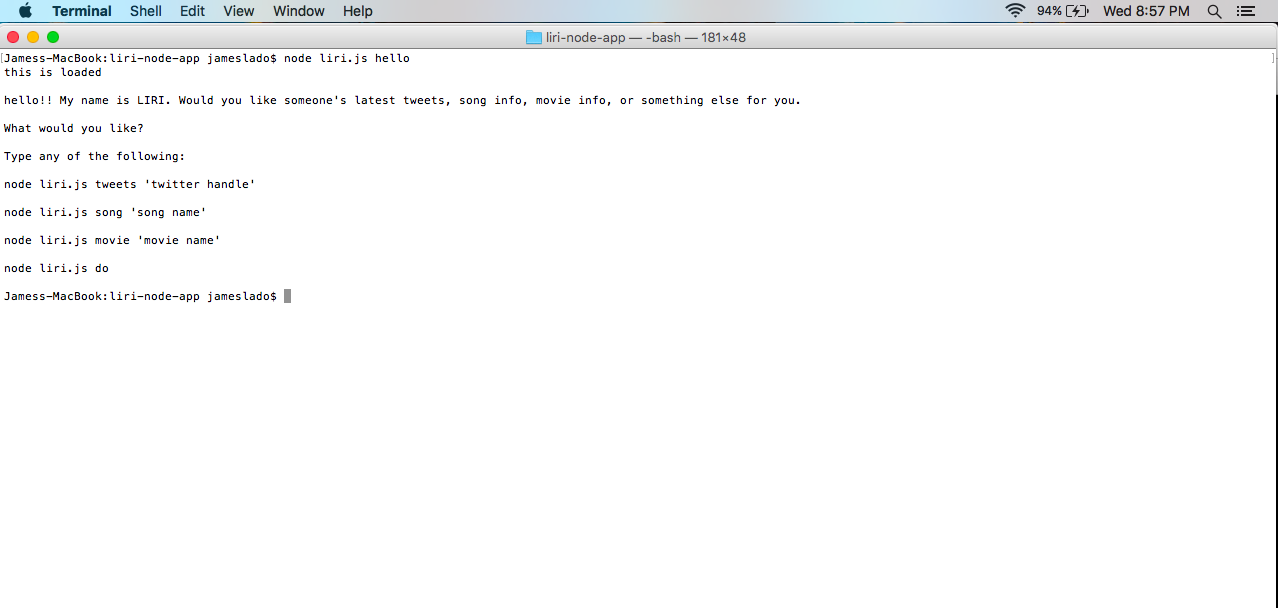 Terminal Shell Edit View Window Help 94% Wed 8:57 PM
liri-node-app — -bash — 181×48
[Jamess-MacBook:liri-node-app jameslado$ node liri.js hello ]
this is loaded
hello!! My name is LIRI. Would you like someone's latest tweets, song info, movie info, or something else for you.
What would you like?
Type any of the following:
node liri.js tweets 'twitter handle'
node liri.js song 'song name'
node liri.js movie 'movie name'
node liri.js do
Jamess-MacBook:liri-node-app jameslado$